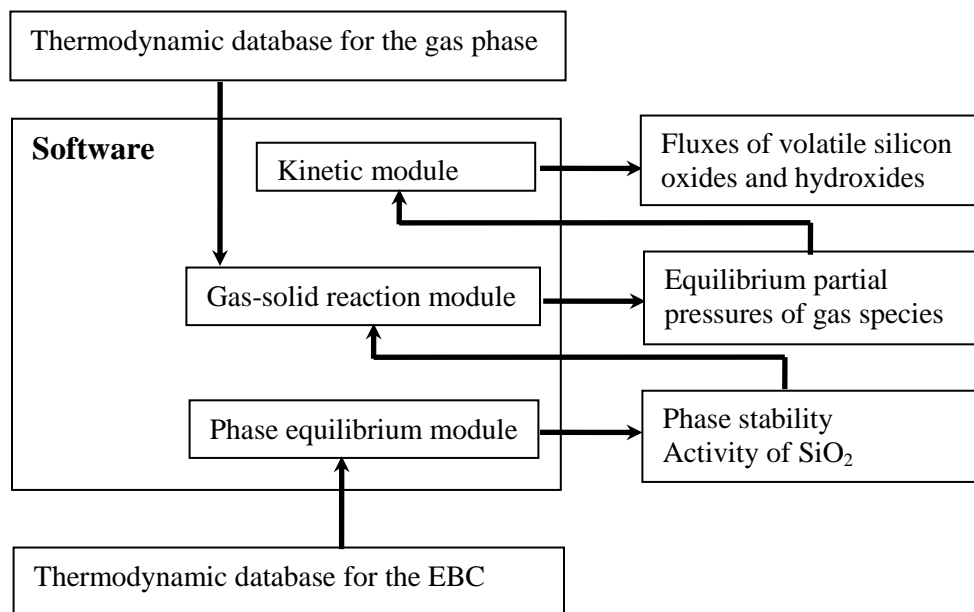 Thermodynamic database for the gas phase
Software
Kinetic module
Fluxes of volatile silicon
oxides and hydroxides
Gas-solid reaction module
Equilibrium partial
pressures of gas species
Phase equilibrium module
Phase stability
Activity of SiO₂
Thermodynamic database for the EBC